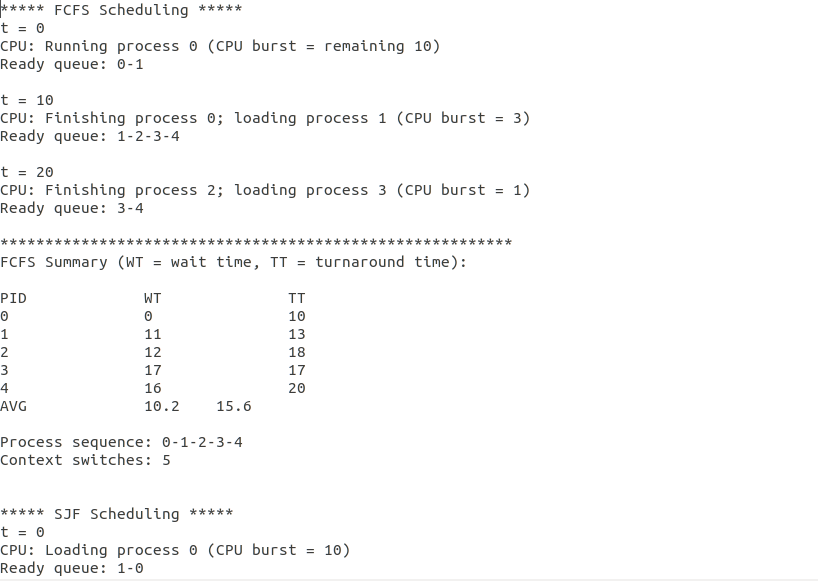 ***** FCFS Scheduling *****
t = 0
CPU: Running process 0 (CPU burst = remaining 10)
Ready queue: 0-1
t = 10
CPU: Finishing process 0; loading process 1 (CPU burst = 3)
Ready queue: 1-2-3-4
t = 20
CPU: Finishing process 2; loading process 3 (CPU burst = 1)
Ready queue: 3-4
*********************************************************
FCFS Summary (WT = wait time, TT = turnaround time):
PID WT TT
0 0 10
1 11 13
2 12 18
3 17 17
4 16 20
AVG 10.2 15.6
Process sequence: 0-1-2-3-4
Context switches: 5
***** SJF Scheduling *****
t = 0
CPU: Loading process 0 (CPU burst = 10)
Ready queue: 1-0